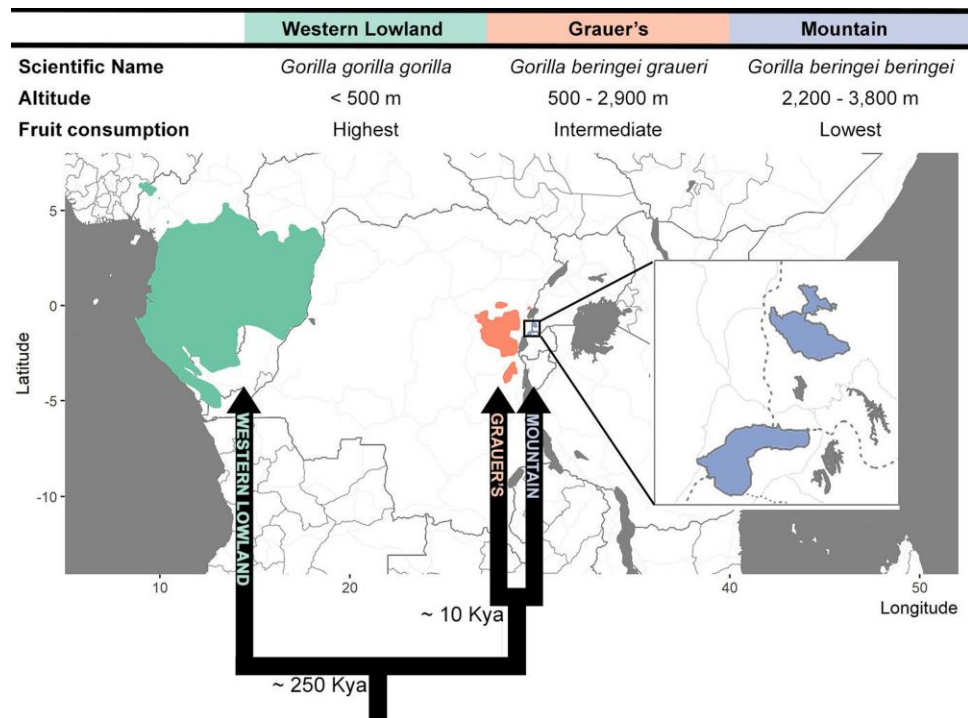 Western Lowland Grauer's Mountain
Scientific Name Gorilla gorilla gorilla Gorilla beringei graueri Gorilla beringei beringei
Altitude < 500 m 500 - 2,900 m 2,200 - 3,800 m
Fruit consumption Highest Intermediate Lowest
5
0
-5
-10
Latitude
WESTERN LOWLAND
GRAUER'S
MOUNTAIN
10 20 40 50
Longitude
~ 10 Kya
~ 250 Kya